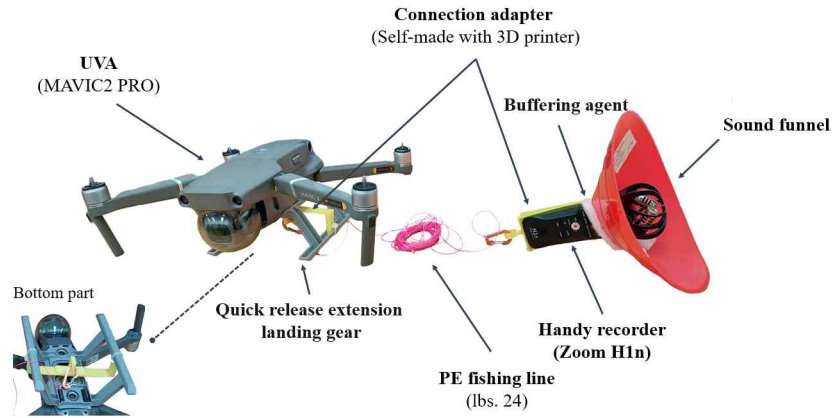 Connection adapter
(Self-made with 3D printer)
UVA
(MAVIC2 PRO)
Buffering agent
Sound funnel
H1n
Bottom part
Quick release extension
landing gear
Handy recorder
(Zoom H1n)
PE fishing line
(lbs. 24)